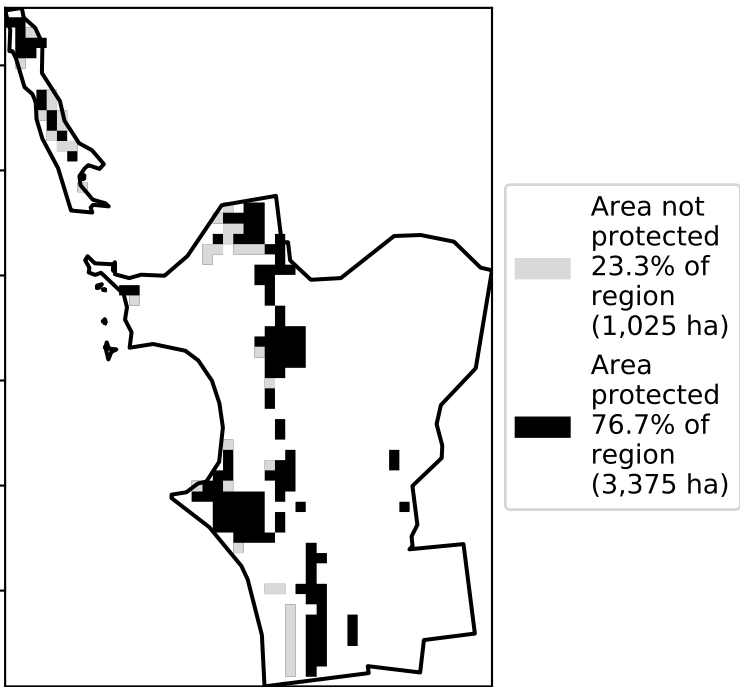 Area not
protected
23.3% of
region
(1,025 ha)
Area
protected
76.7% of
region
(3,375 ha)